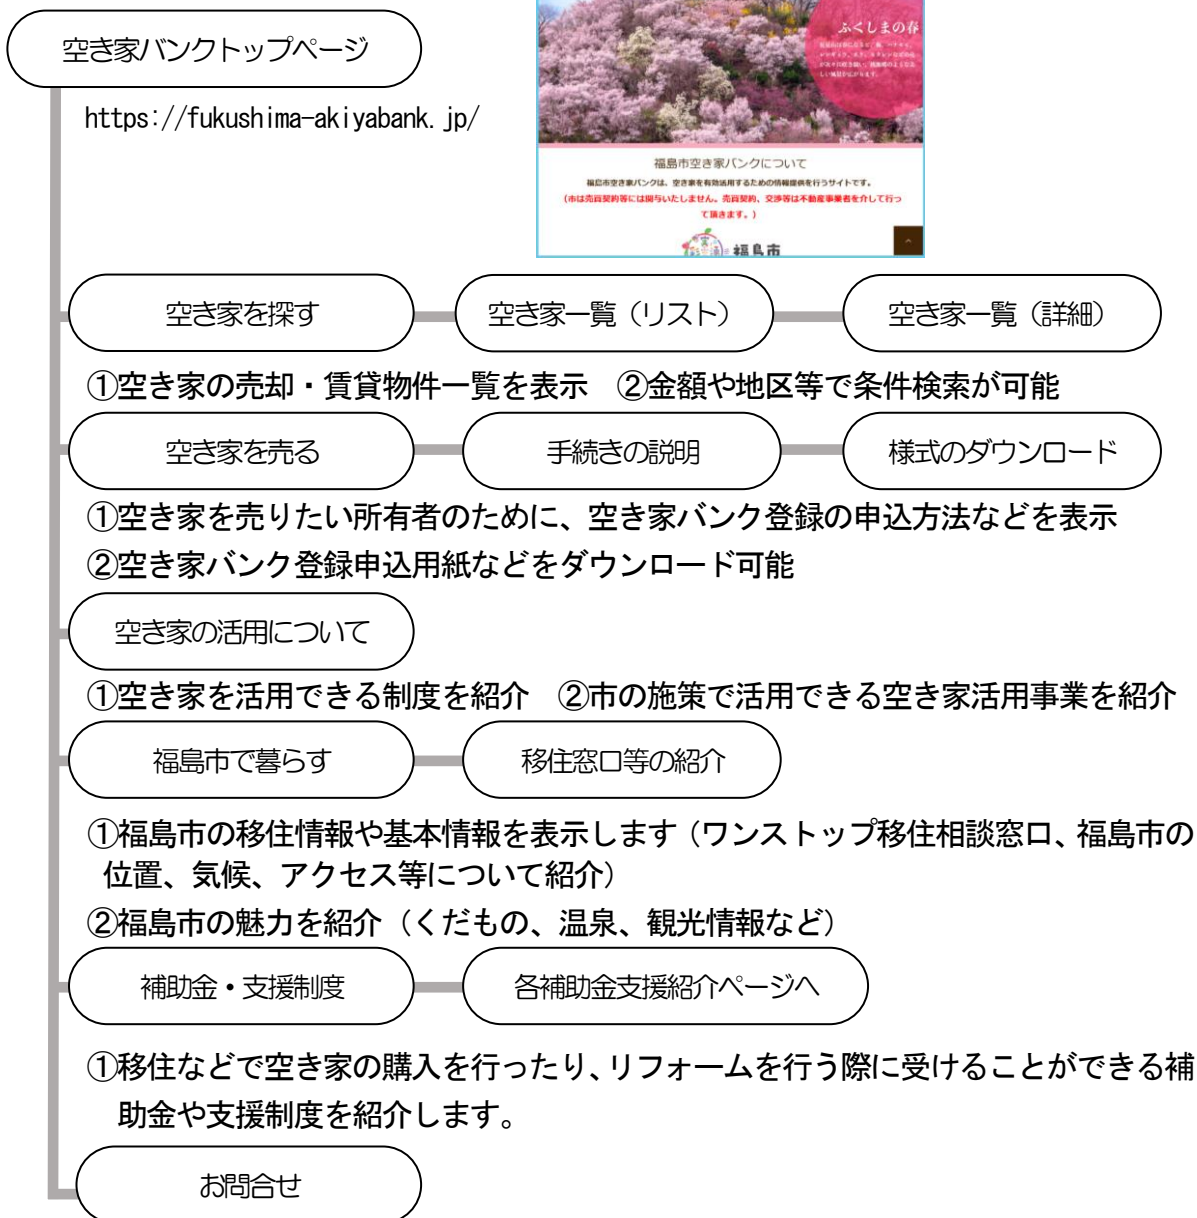 空き家バンクトップページ
https://fukushima-akiyabank.jp/
ふくしまの春
福島市空き家バンクについて
福島市空き家バンクは、空き家を有効活用するための情報提供を行うサイトです。
（市は売買契約等には関与いたしません。売買契約、交渉等は不動産事業者を介して行っ
て頂きます。）
福島市
空き家を探す
空き家一覧（リスト）
空き家一覧（詳細）
①空き家の売却・賃貸物件一覧を表示　②金額や地区等で条件検索が可能
空き家を売る
手続きの説明
様式のダウンロード
①空き家を売りたい所有者のために、空き家バンク登録の申込方法などを表示
②空き家バンク登録申込用紙などをダウンロード可能
空き家の活用について
①空き家を活用できる制度を紹介　②市の施策で活用できる空き家活用事業を紹介
福島市で暮らす
移住窓口等の紹介
①福島市の移住情報や基本情報を表示します（ワンストップ移住相談窓口、福島市の
位置、気候、アクセス等について紹介）
②福島市の魅力を紹介（くだもの、温泉、観光情報など）
補助金・支援制度
各補助金支援紹介ページへ
①移住などで空き家の購入を行ったり、リフォームを行う際に受けることができる補
助金や支援制度を紹介します。
お問合せ